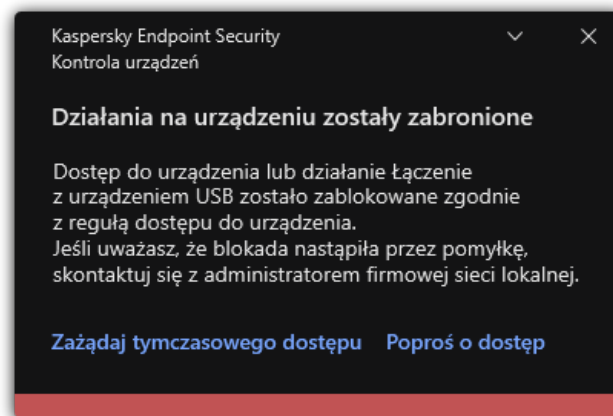 Kaspersky Endpoint Security
Kontrola urządzeń
Działania na urządzeniu zostały zabronione
Dostęp do urządzenia lub działanie Łączenie
z urządzeniem USB zostało zablokowane zgodnie
z regułą dostępu do urządzenia.
Jeśli uważasz, że blokada nastąpiła przez pomyłkę,
skontaktuj się z administratorem firmowej sieci lokalnej.
Zażądaj tymczasowego dostępu Poproś o dostęp